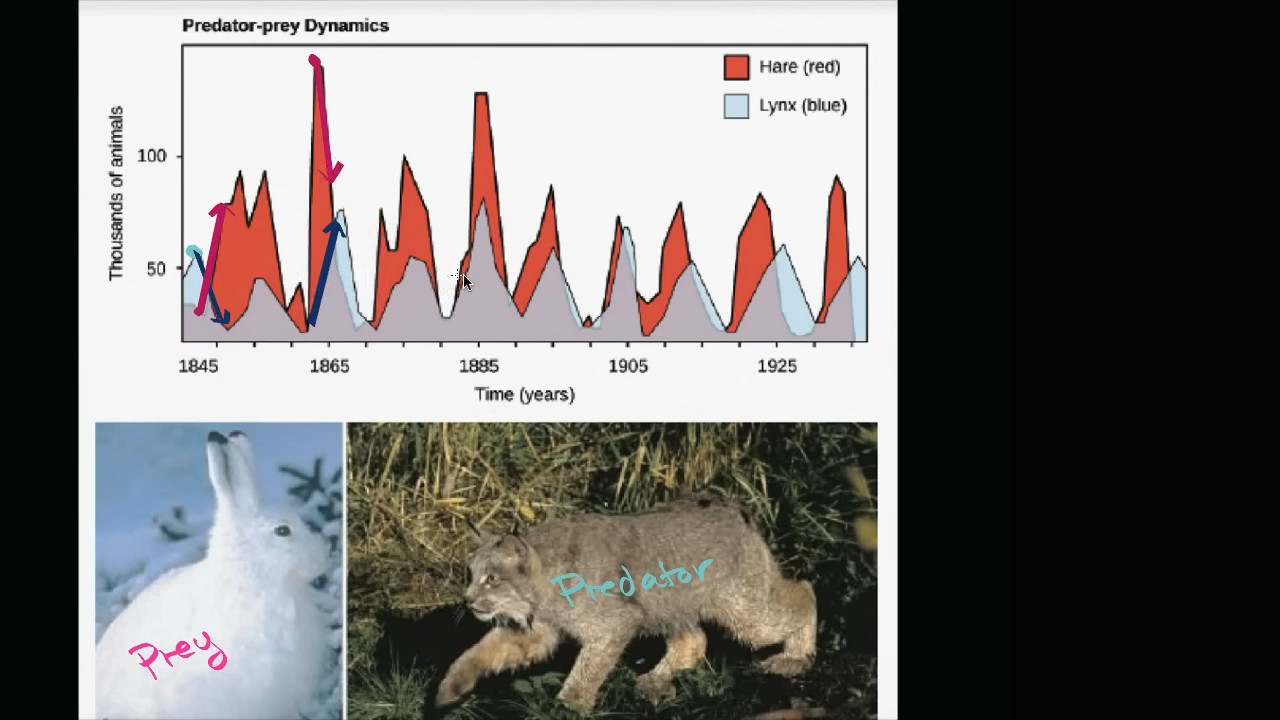 Predator-prey Dynamics
Hare (red)
Lynx (blue)
Thousands of animals
100
50
1845 1865 1885 1905 1925
Time (years)
Prey
Predator